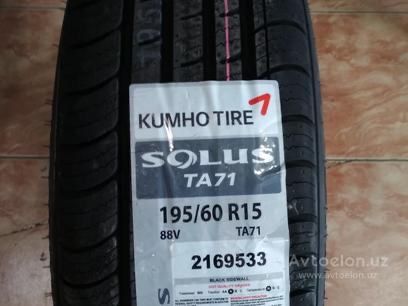 KUMHO TIRE
SOLUS
TA71
195/60 R15
88V TA71
2169533
BLACK SIDEWALL
Avtoelon.uz